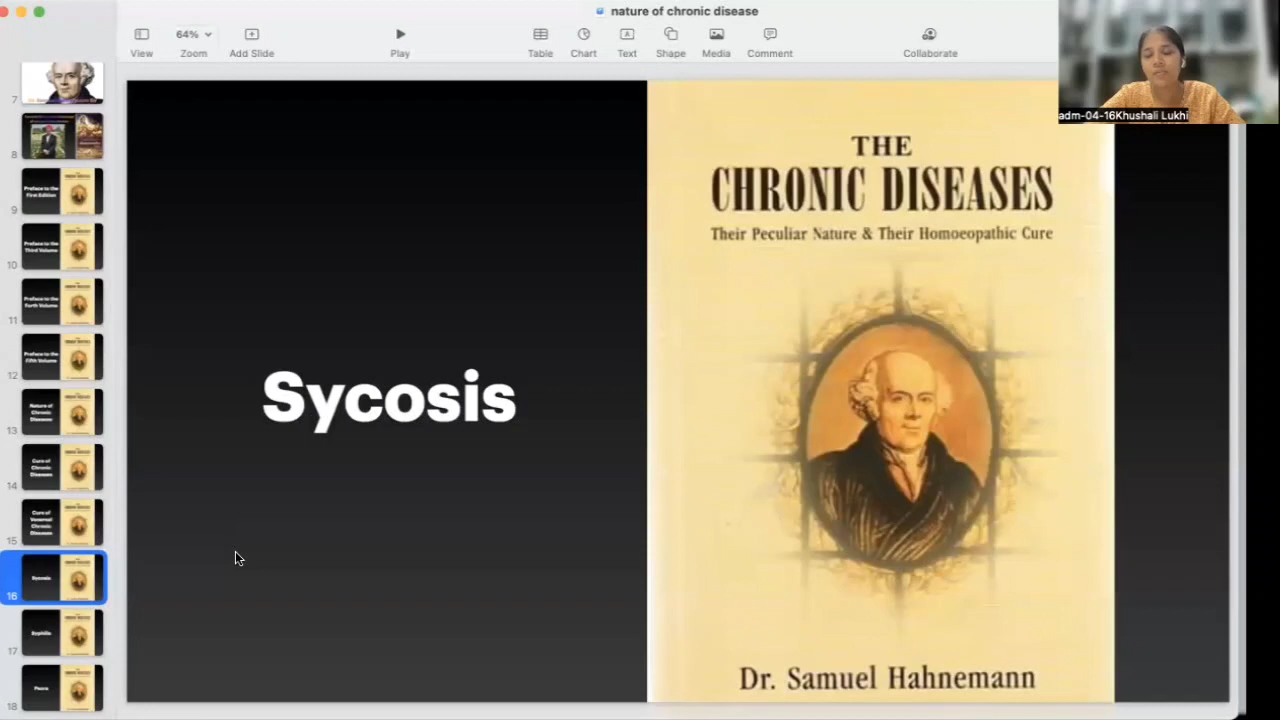 nature of chronic disease
64%
View
Zoom
Add Slide
Play
Table
Chart
Text
Shape
Media
Comment
Collaborate
adm-04-16Khushali Lukhi
7
8
Preface to the
First Edition
9
Preface to the
Third Volume
10
Preface to the
Forth Volume
11
Preface to the
Fifth Volume
12
Nature of
Chronic
Diseases
13
Cure of
Chronic
Diseases
14
Cure of
Venereal
Chronic
Diseases
15
Sycosis
16
Syphilis
17
Psora
18
Sycosis
THE
CHRONIC DISEASES
Their Peculiar Nature & Their Homoeopathic Cure
Dr. Samuel Hahnemann